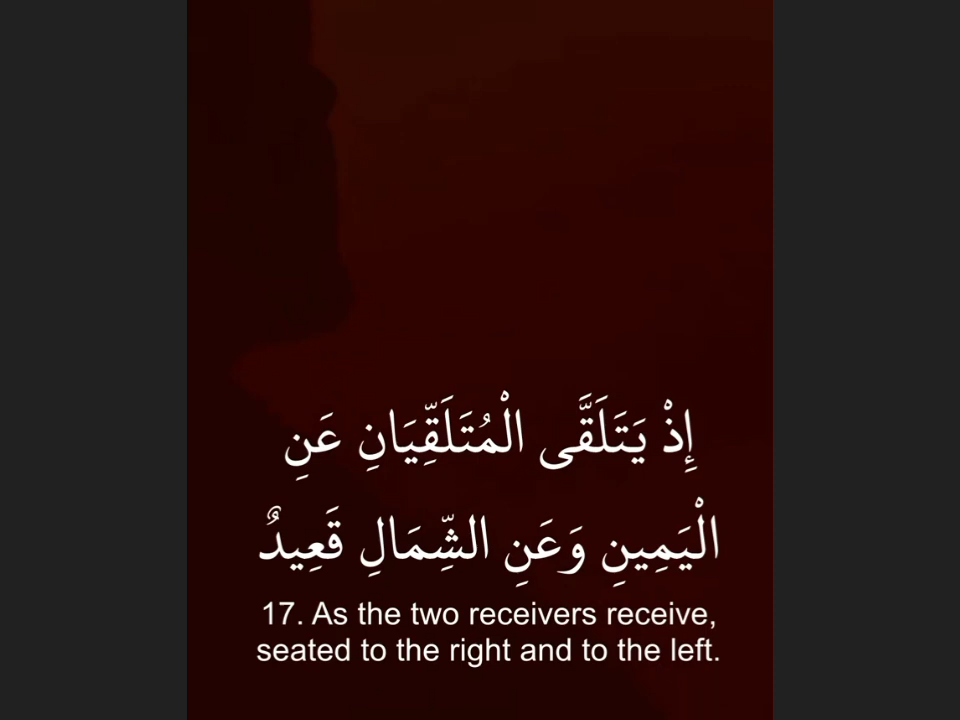 إِذْ يَتَلَقَّى الْمُتَلَقِّيَانِ عَنِ
الْيَمِينِ وَعَنِ الشِّمَالِ قَعِيدٌ
17. As the two receivers receive,
seated to the right and to the left.